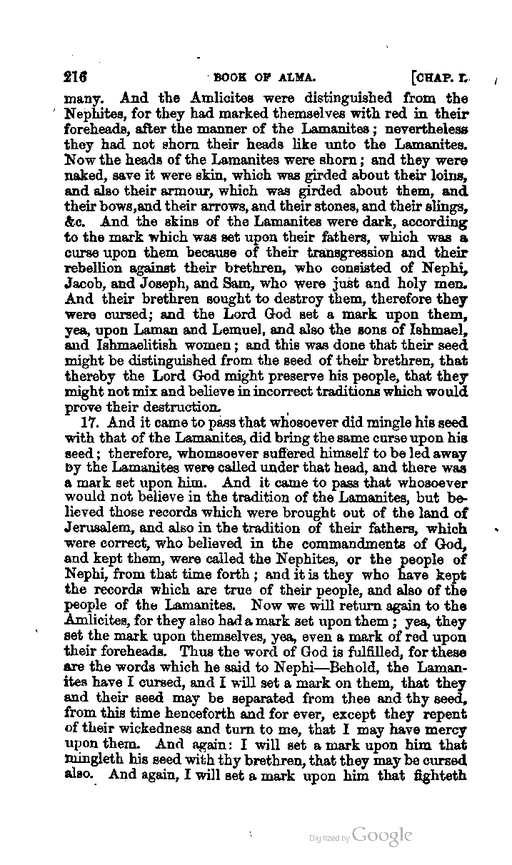 216 BOOK OF ALMA. [CHAP. I.
many. And the Amlicites were distinguished from the
Nephites, for they had marked themselves with red in their
foreheads, after the manner of the Lamanites; nevertheless
they had not shorn their heads like unto the Lamanites.
Now the heads of the Lamanites were shorn; and they were
naked, save it were skin, which was girded about their loins,
and also their armour, which was girded about them, and
their bows, and their arrows, and their stones, and their slings,
&c. And the skins of the Lamanites were dark, according
to the mark which was set upon their fathers, which was a
curse upon them because of their transgression and their
rebellion against their brethren, who consisted of Nephi,
Jacob, and Joseph, and Sam, who were just and holy men.
And their brethren sought to destroy them, therefore they
were cursed; and the Lord God set a mark upon them,
yea, upon Laman and Lemuel, and also the sons of Ishmael,
and Ishmaelitish women; and this was done that their seed
might be distinguished from the seed of their brethren, that
thereby the Lord God might preserve his people, that they
might not mix and believe in incorrect traditions which would
prove their destruction.
17. And it came to pass that whosoever did mingle his seed
with that of the Lamanites, did bring the same curse upon his
seed; therefore, whomsoever suffered himself to be led away
by the Lamanites were called under that head, and there was
a mark set upon him. And it came to pass that whosoever
would not believe in the tradition of the Lamanites, but be-
lieved those records which were brought out of the land of
Jerusalem, and also in the tradition of their fathers, which
were correct, who believed in the commandments of God,
and kept them, were called the Nephites, or the people of
Nephi, from that time forth; and it is they who have kept
the records which are true of their people, and also of the
people of the Lamanites. Now we will return again to the
Amlicites, for they also had a mark set upon them; yea, they
set the mark upon themselves, yea, even a mark of red upon
their foreheads. Thus the word of God is fulfilled, for these
are the words which he said to Nephi—Behold, the Laman-
ites have I cursed, and I will set a mark on them, that they
and their seed may be separated from thee and thy seed,
from this time henceforth and for ever, except they repent
of their wickedness and turn to me, that I may have mercy
upon them. And again: I will set a mark upon him that
mingleth his seed with thy brethren, that they may be cursed
also. And again, I will set a mark upon him that fighteth
Digitized by Google